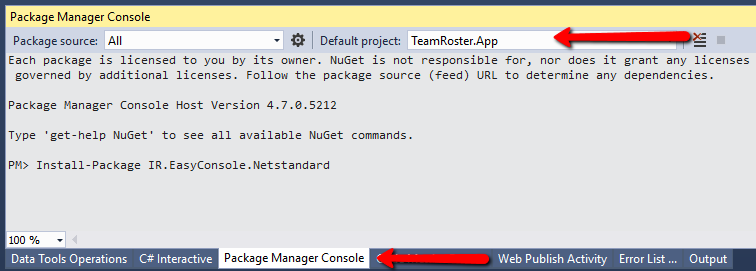 Package Manager Console
Package source: All Default project: TeamRoster.App
Each package is licensed to you by its owner. NuGet is not responsible for, nor does it grant any licenses
governed by additional licenses. Follow the package source (feed) URL to determine any dependencies.
Package Manager Console Host Version 4.7.0.5212
Type 'get-help NuGet' to see all available NuGet commands.
PM> Install-Package IR.EasyConsole.Netstandard
100 %
Data Tools Operations C# Interactive Package Manager Console Web Publish Activity Error List ... Output